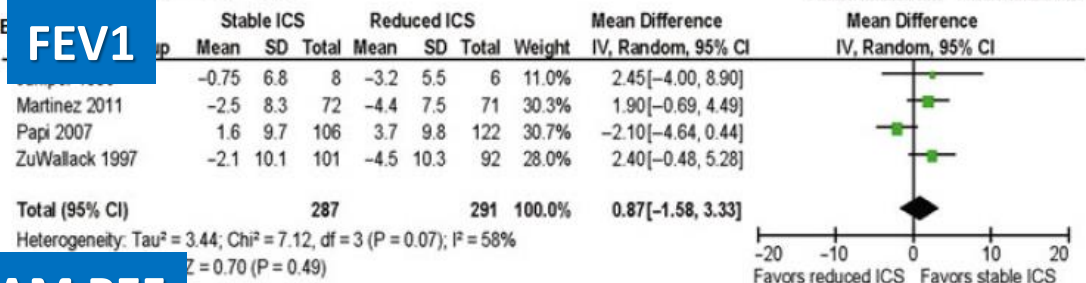 FEV1
Stable ICS Reduced ICS Mean Difference Mean Difference
up Mean SD Total Mean SD Total Weight IV, Random, 95% CI IV, Random, 95% CI
−0.75 6.8 8 −3.2 5.5 6 11.0% 2.45[−4.00, 8.90]
Martinez 2011 −2.5 8.3 72 −4.4 7.5 71 30.3% 1.90[−0.69, 4.49]
Papi 2007 1.6 9.7 106 3.7 9.8 122 30.7% −2.10[−4.64, 0.44]
ZuWallack 1997 −2.1 10.1 101 −4.5 10.3 92 28.0% 2.40[−0.48, 5.28]
Total (95% CI) 287 291 100.0% 0.87[−1.58, 3.33]
Heterogeneity: Tau² = 3.44; Chi² = 7.12, df = 3 (P = 0.07); I² = 58%
Z = 0.70 (P = 0.49)
−20 −10 0 10 20
Favors reduced ICS Favors stable ICS